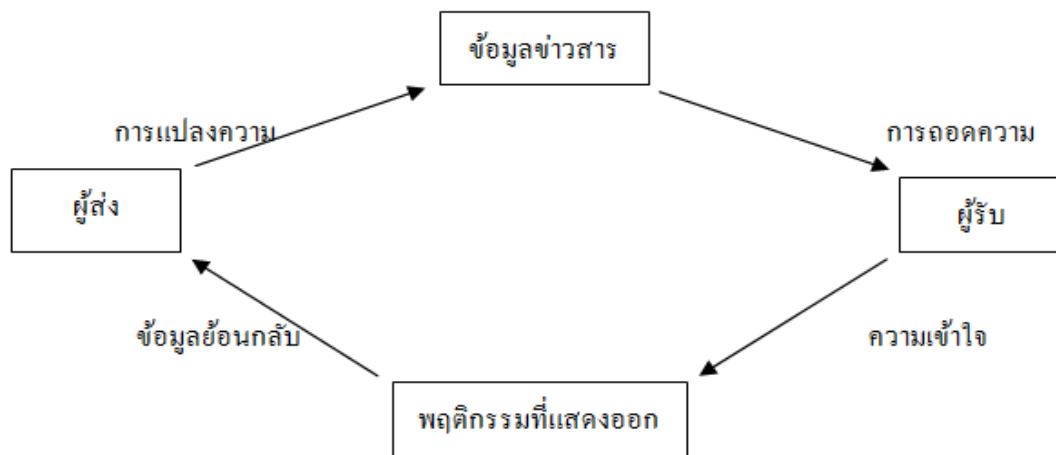 ข้อมูลข่าวสาร
การแปลงความ
การถอดความ
ผู้ส่ง
ผู้รับ
ข้อมูลย้อนกลับ
ความเข้าใจ
พฤติกรรมที่แสดงออก